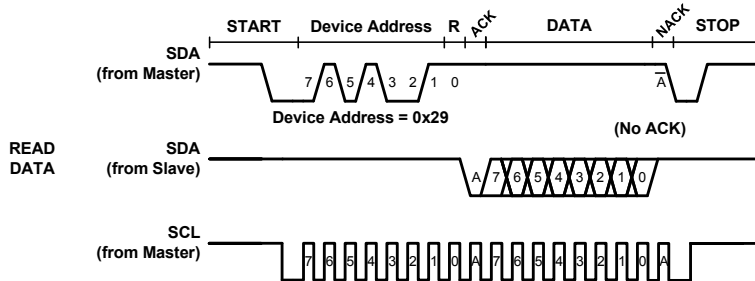 START Device Address R ACK DATA NACK STOP
SDA
(from Master)
7 6 5 4 3 2 1 0 A
Device Address = 0x29
(No ACK)
READ
DATA
SDA
(from Slave)
A 7 6 5 4 3 2 1 0
SCL
(from Master)
7 6 5 4 3 2 1 0 A 7 6 5 4 3 2 1 0 A